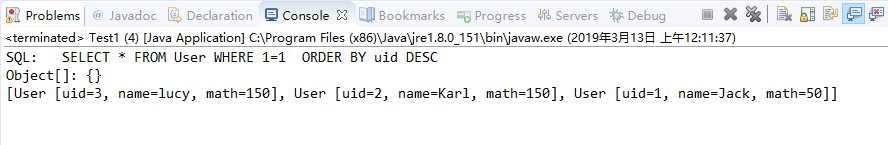 Problems @ Javadoc Declaration Console Bookmarks Progress Servers Debug
<terminated> Test1 (4) [Java Application] C:\Program Files (x86)\Java\jre1.8.0_151\bin\javaw.exe (2019年3月13日 上午12:11:37)
SQL:   SELECT * FROM User WHERE 1=1  ORDER BY uid DESC
Object[]: {}
[User [uid=3, name=lucy, math=150], User [uid=2, name=Karl, math=150], User [uid=1, name=Jack, math=50]]